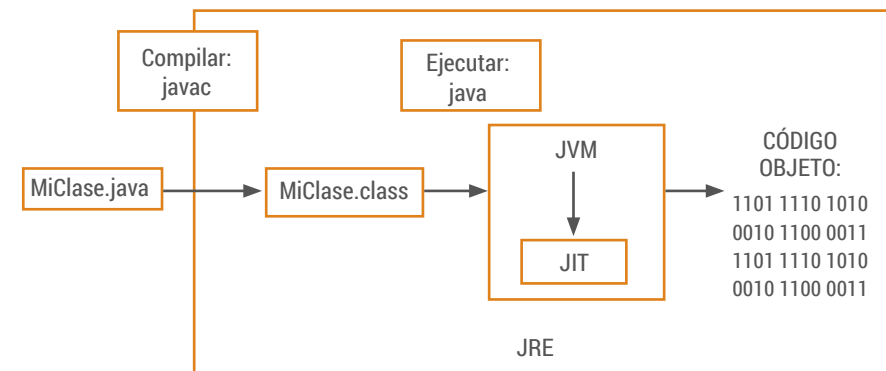 Compilar:
javac
Ejecutar:
java
MiClase.java
MiClase.class
JVM
JIT
CÓDIGO
OBJETO:
1101 1110 1010
0010 1100 0011
1101 1110 1010
0010 1100 0011
JRE